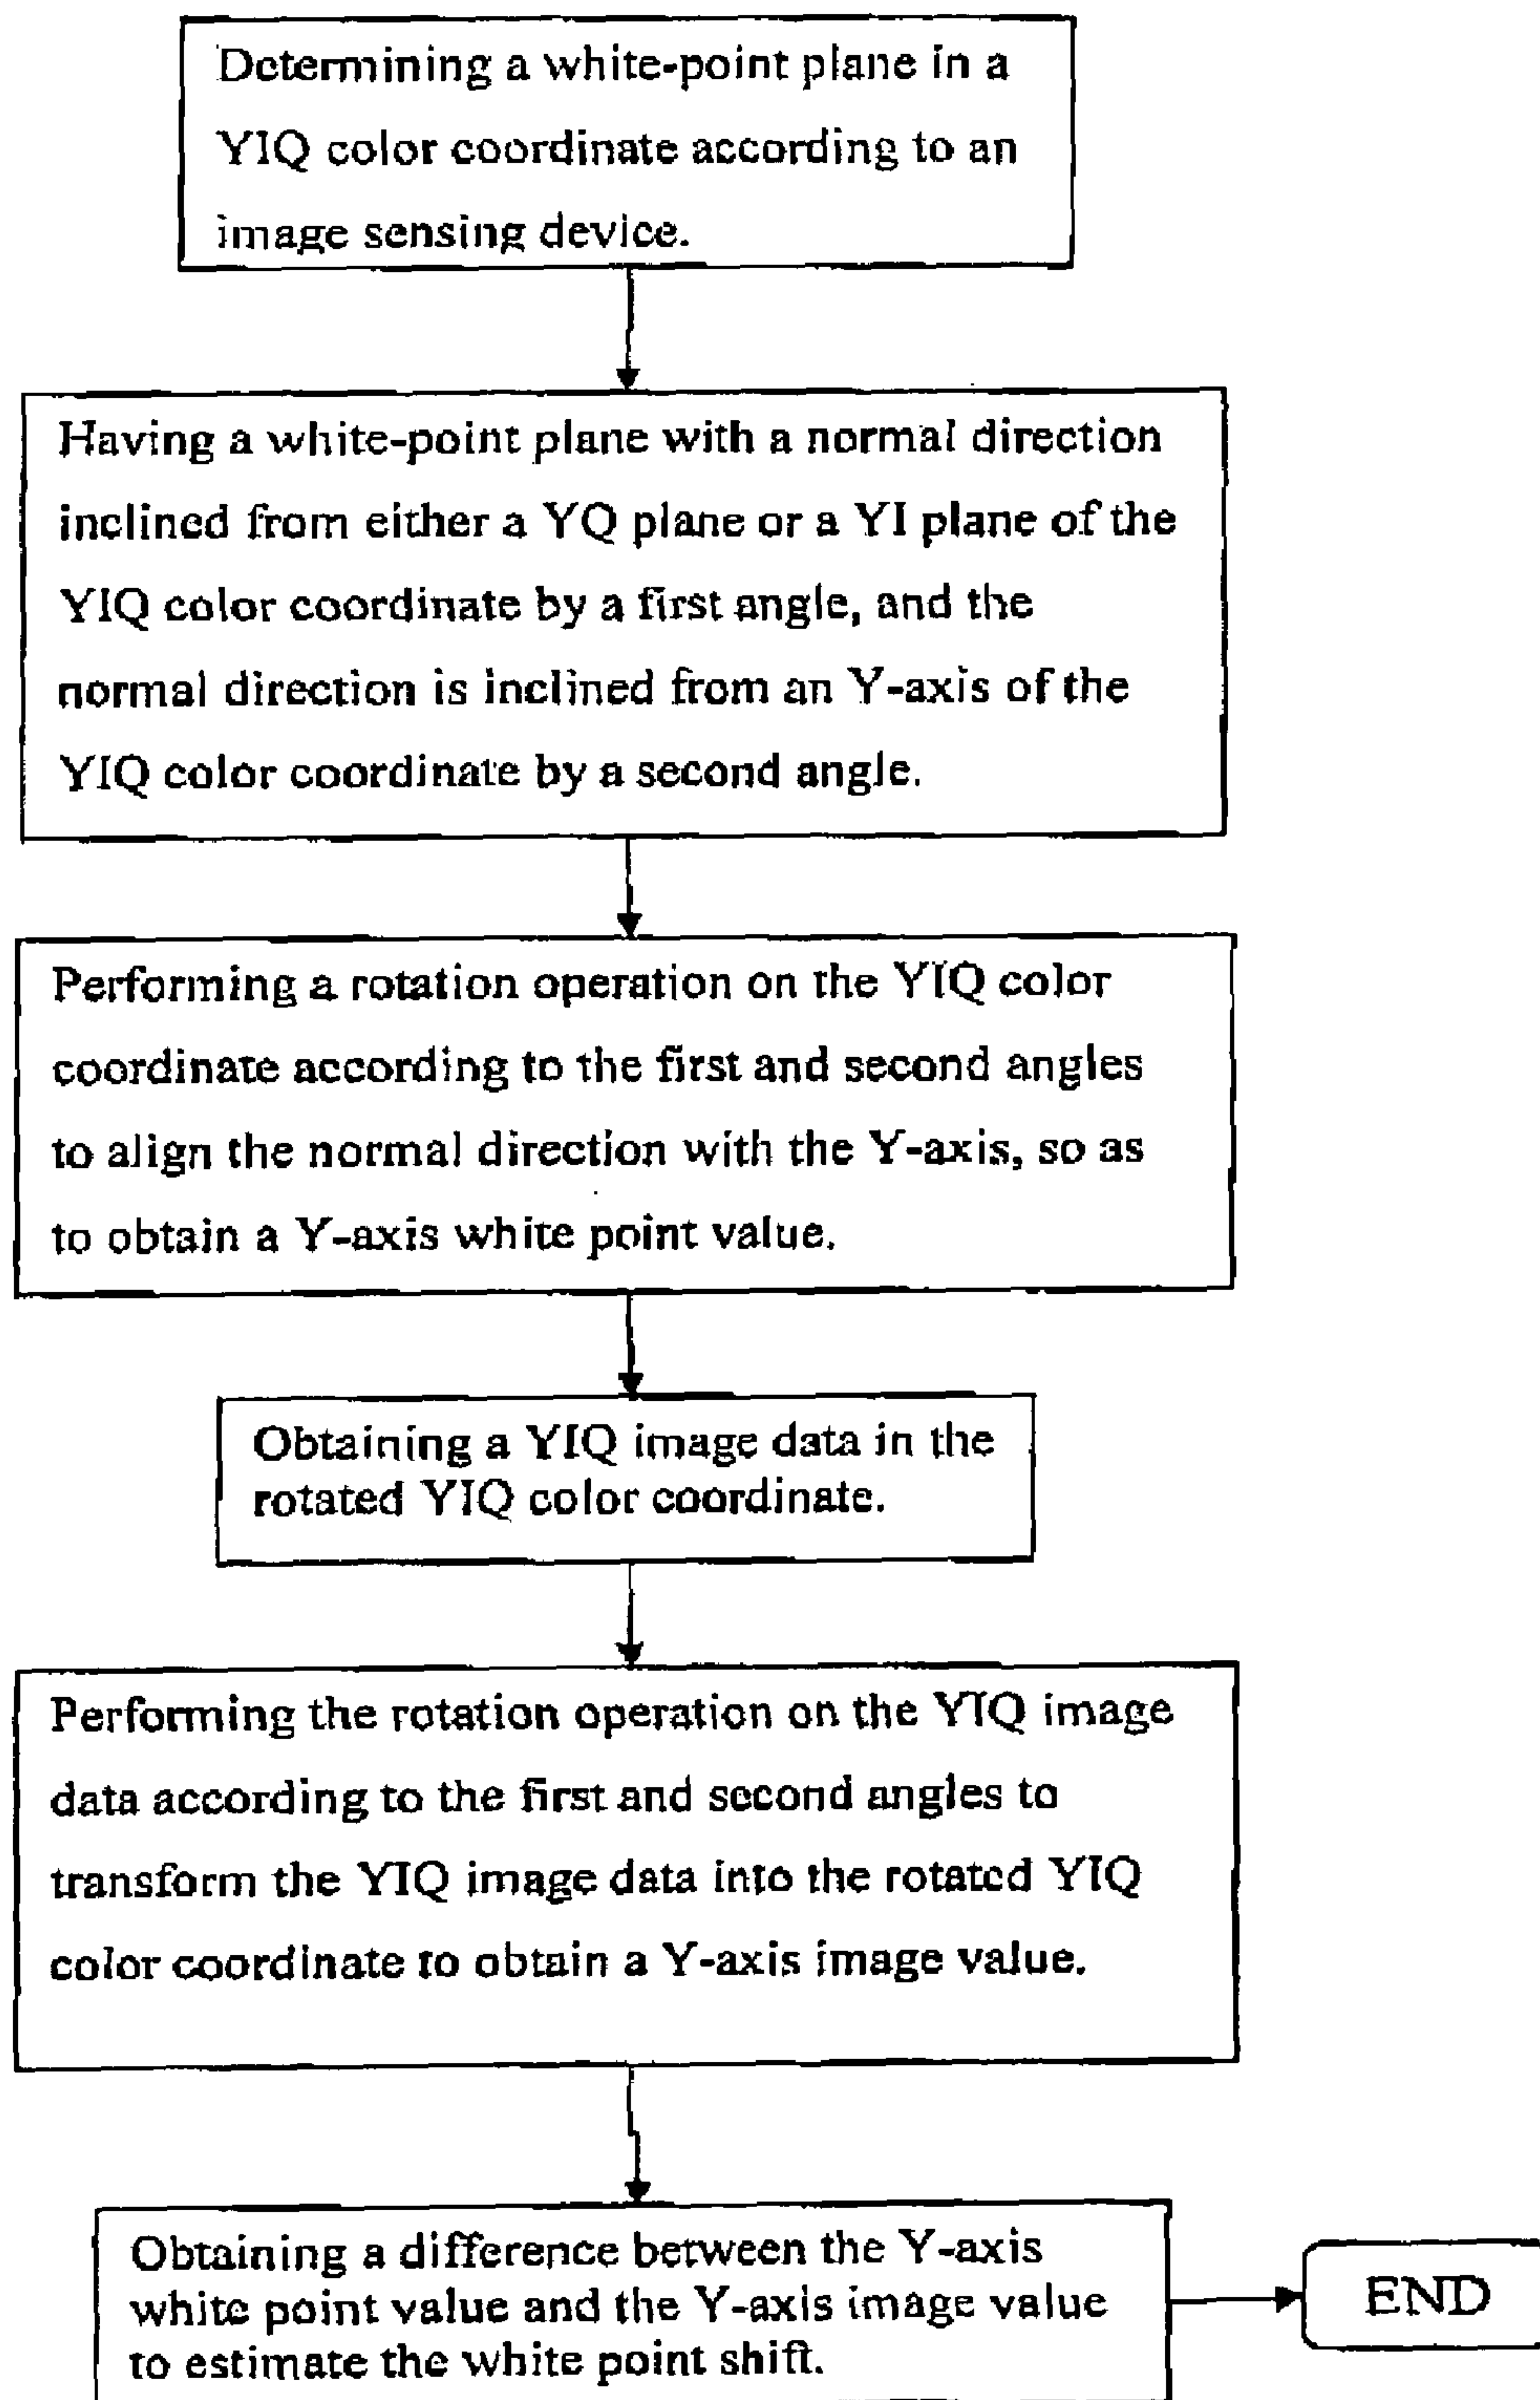 Determining a white-point plane in a
YIQ color coordinate according to an
image sensing device.
Having a white-point plane with a normal direction
inclined from either a YQ plane or a YI plane of the
YIQ color coordinate by a first angle, and the
normal direction is inclined from an Y-axis of the
YIQ color coordinate by a second angle.
Performing a rotation operation on the YIQ color
coordinate according to the first and second angles
to align the normal direction with the Y-axis, so as
to obtain a Y-axis white point value.
Obtaining a YIQ image data in the
rotated YIQ color coordinate.
Performing the rotation operation on the YIQ image
data according to the first and second angles to
transform the YIQ image data into the rotated YIQ
color coordinate to obtain a Y-axis image value.
Obtaining a difference between the Y-axis
white point value and the Y-axis image value
to estimate the white point shift.
END